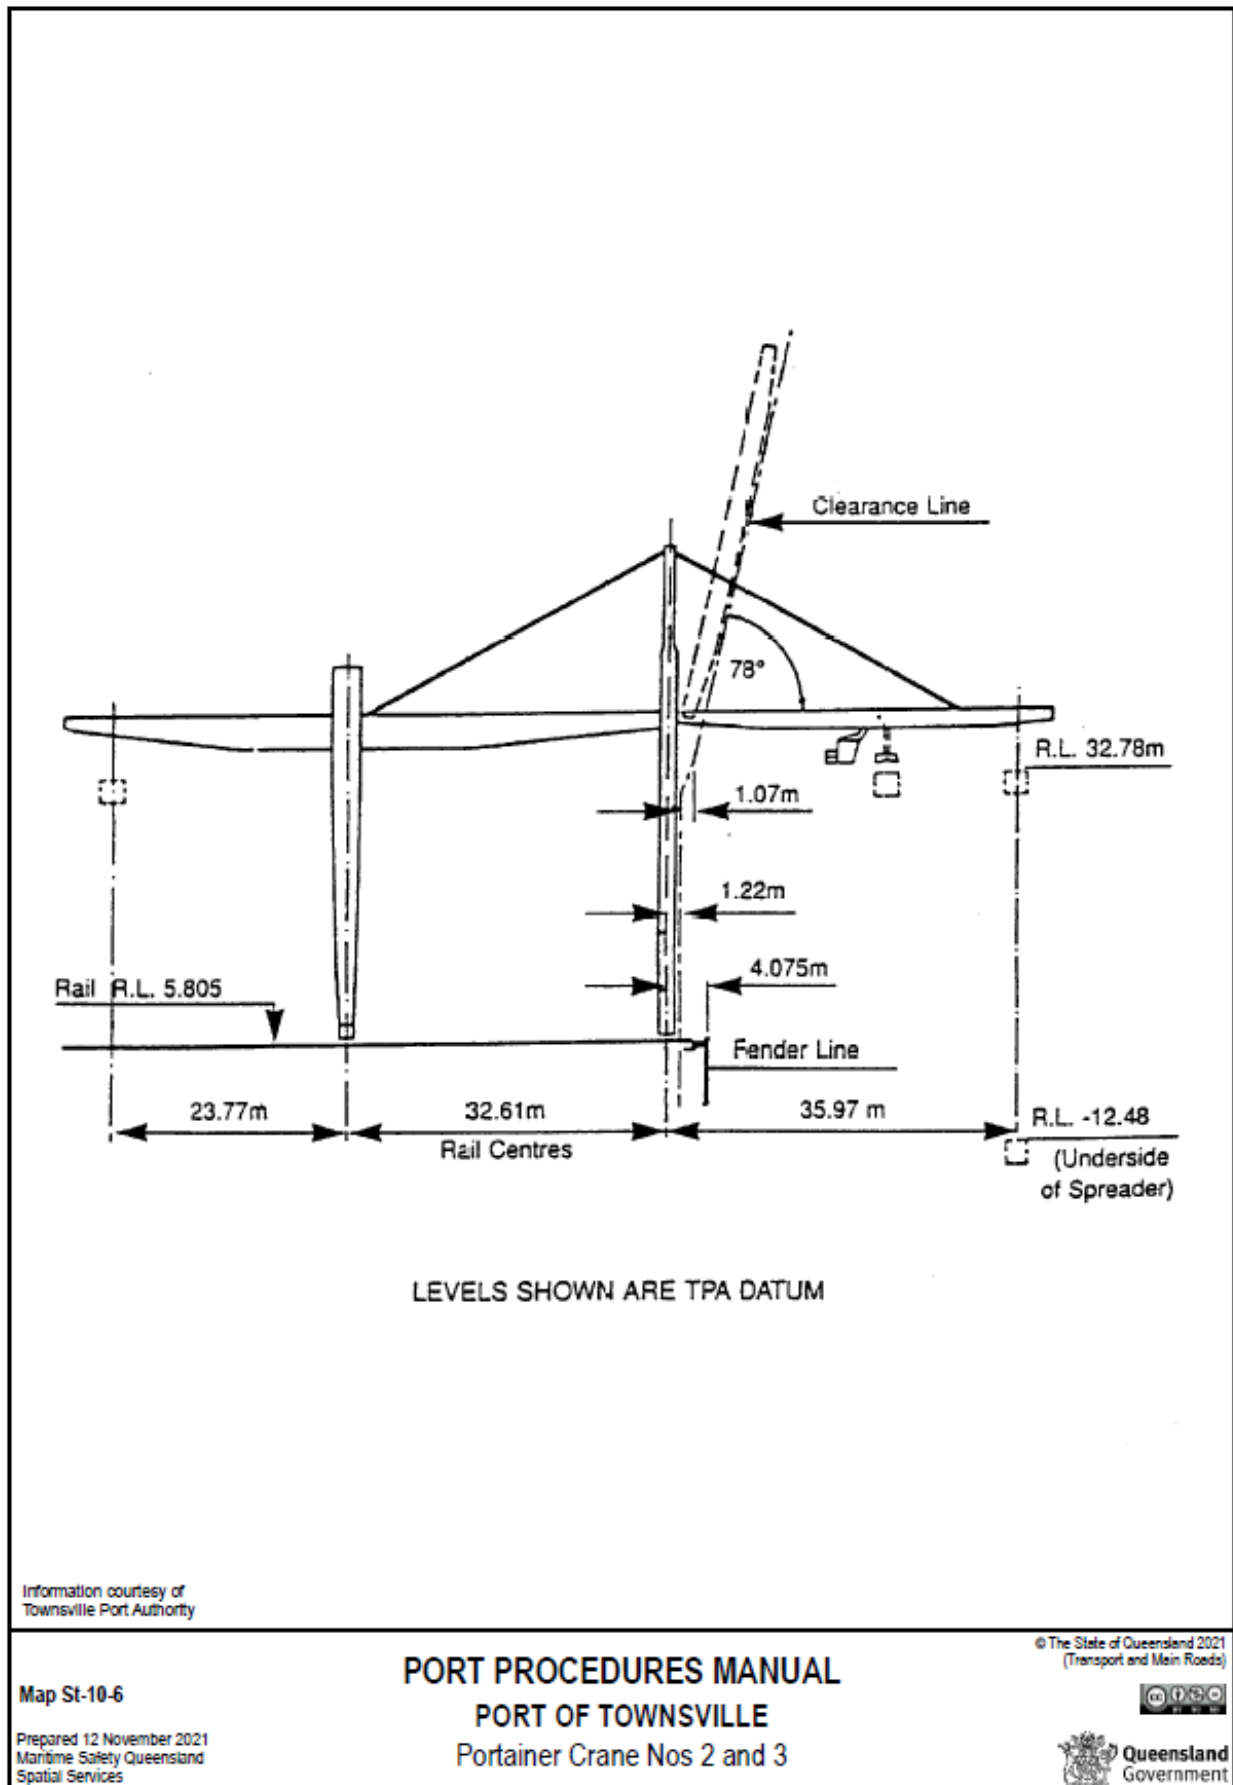 Clearance Line
78°
R.L. 32.78m
1.07m
1.22m
4.075m
Rail R.L. 5.805
Fender Line
23.77m
32.61m
35.97 m
Rail Centres
R.L. -12.48
(Underside
of Spreader)
LEVELS SHOWN ARE TPA DATUM
Information courtesy of
Townsville Port Authority
© The State of Queensland 2021
(Transport and Main Roads)
Map St-10-6
PORT PROCEDURES MANUAL
PORT OF TOWNSVILLE
Portainer Crane Nos 2 and 3
Prepared 12 November 2021
Maritime Safety Queensland
Spatial Services
cc
BY NC ND
Queensland
Government